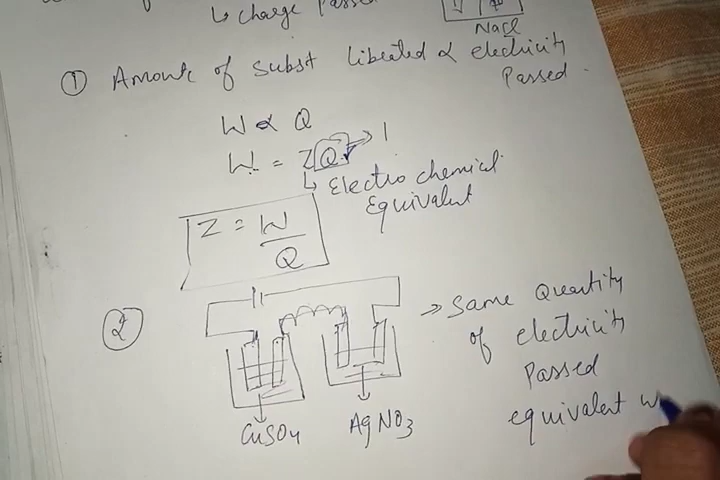 ↳ charge Passed
NaCl
① Amount of Subst liberated α electricity
Passed.
W α Q
W = ZQ → 1
↳ Electro chemical
Equivalent
Z = W/Q
②
→ Same Quantity
of electricity
Passed
equivalent w
CuSO4 AgNO3